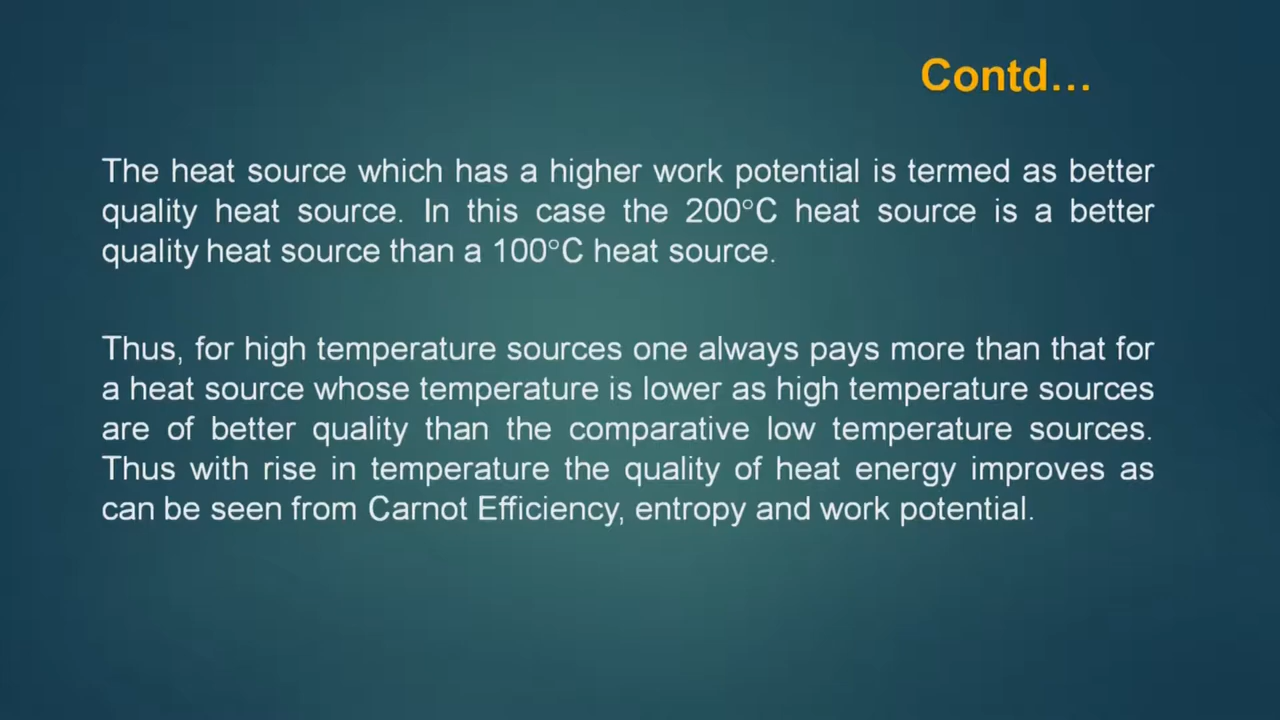 Contd...
The heat source which has a higher work potential is termed as better
quality heat source. In this case the 200°C heat source is a better
quality heat source than a 100°C heat source.
Thus, for high temperature sources one always pays more than that for
a heat source whose temperature is lower as high temperature sources
are of better quality than the comparative low temperature sources.
Thus with rise in temperature the quality of heat energy improves as
can be seen from Carnot Efficiency, entropy and work potential.